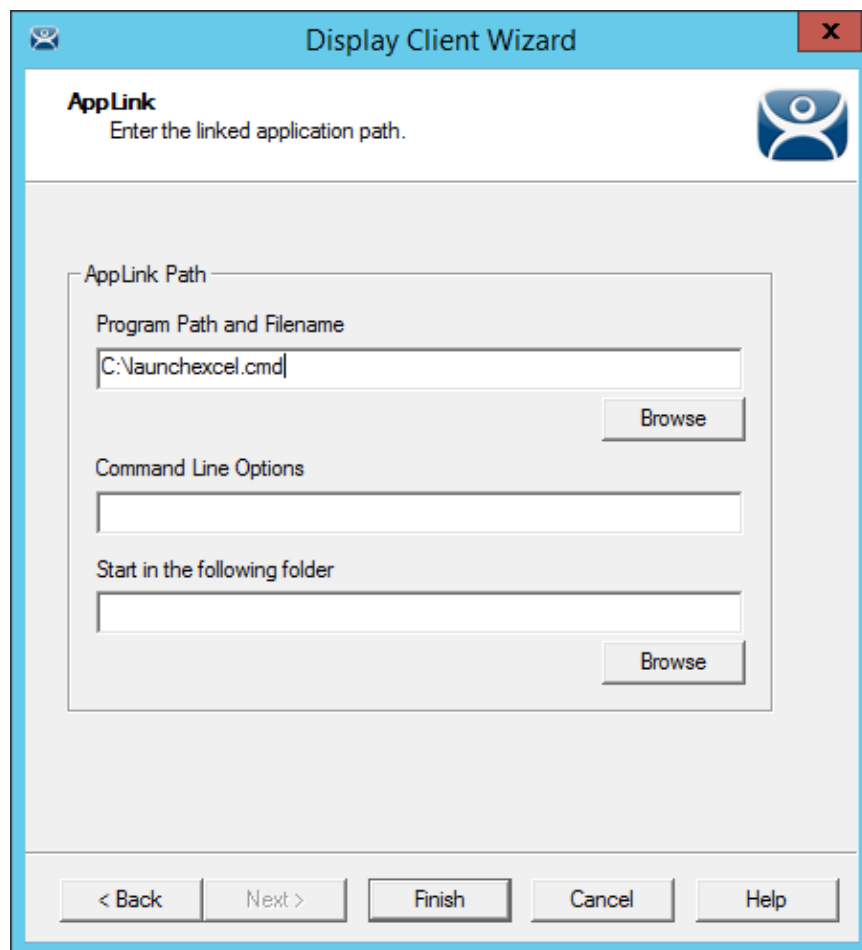 Display Client Wizard
x
AppLink
Enter the linked application path.
AppLink Path
Program Path and Filename
C:\launchexcel.cmd
Browse
Command Line Options
Start in the following folder
Browse
< Back Next > Finish Cancel Help